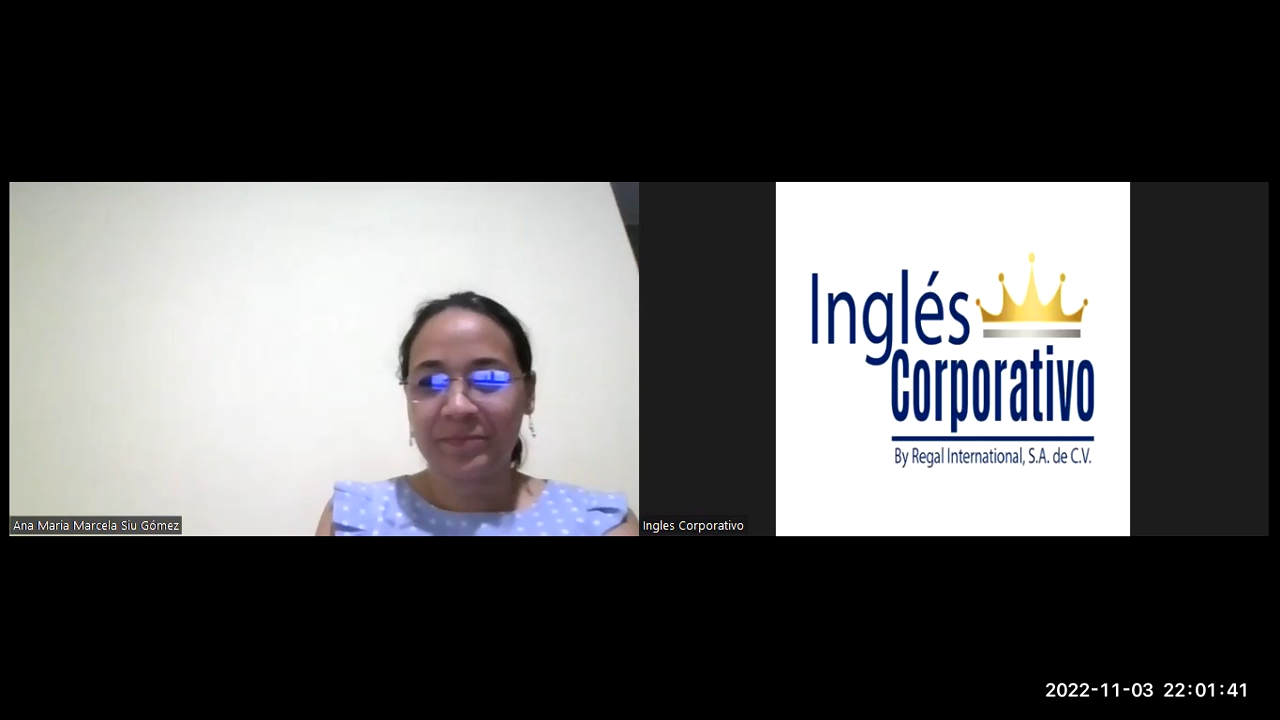 Inglés
Corporativo
By Regal International, S.A. de C.V.
Ana Maria Marcela Siu Gómez
Ingles Corporativo
2022-11-03 22:01:41